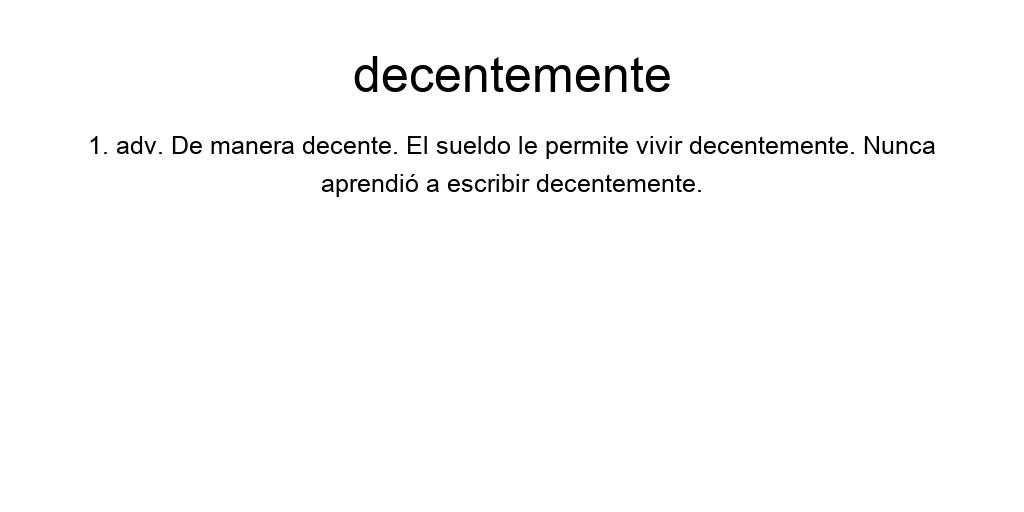 decentemente
1. adv. De manera decente. El sueldo le permite vivir decentemente. Nunca
aprendió a escribir decentemente.